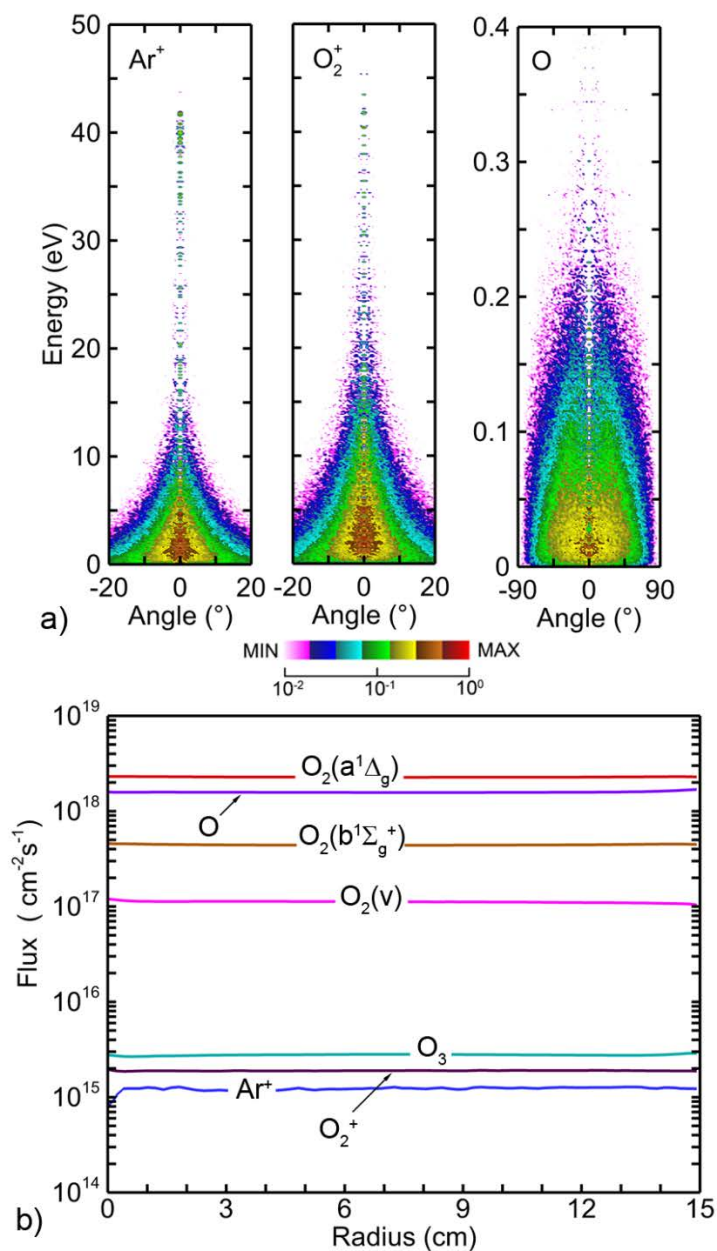 50
40
30
20
10
0
Energy (eV)
Ar⁺
-20 0 20
Angle (°)
O₂⁺
-20 0 20
Angle (°)
0.4
0.3
0.2
0.1
0
O
-90 0 90
Angle (°)
a)
MIN MAX
10⁻² 10⁻¹ 10⁰
10¹⁹
10¹⁸
10¹⁷
10¹⁶
10¹⁵
10¹⁴
Flux ( cm⁻²s⁻¹)
O₂(a¹Δg)
O
O₂(b¹Σg⁺)
O₂(v)
O₃
Ar⁺
O₂⁺
0 3 6 9 12 15
b)
Radius (cm)